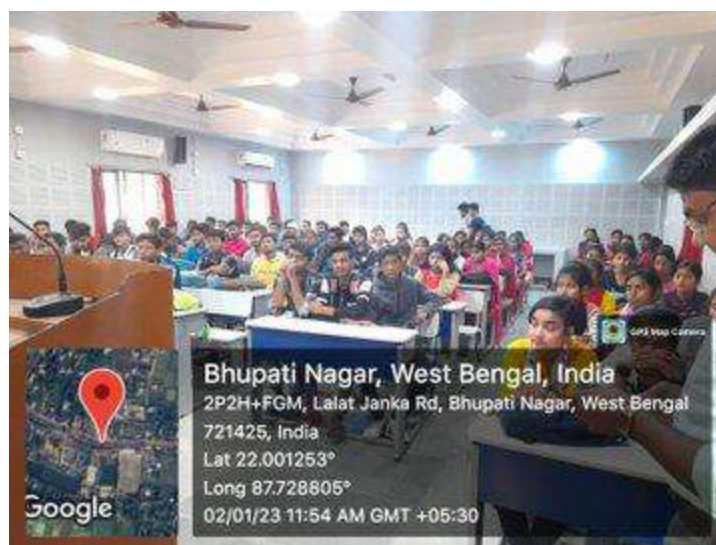 GPS Map Camera
Bhupati Nagar, West Bengal, India
2P2H+FGM, Lalat Janka Rd, Bhupati Nagar, West Bengal
721425, India
Lat 22.001253°
Long 87.728805°
02/01/23 11:54 AM GMT +05:30
Google